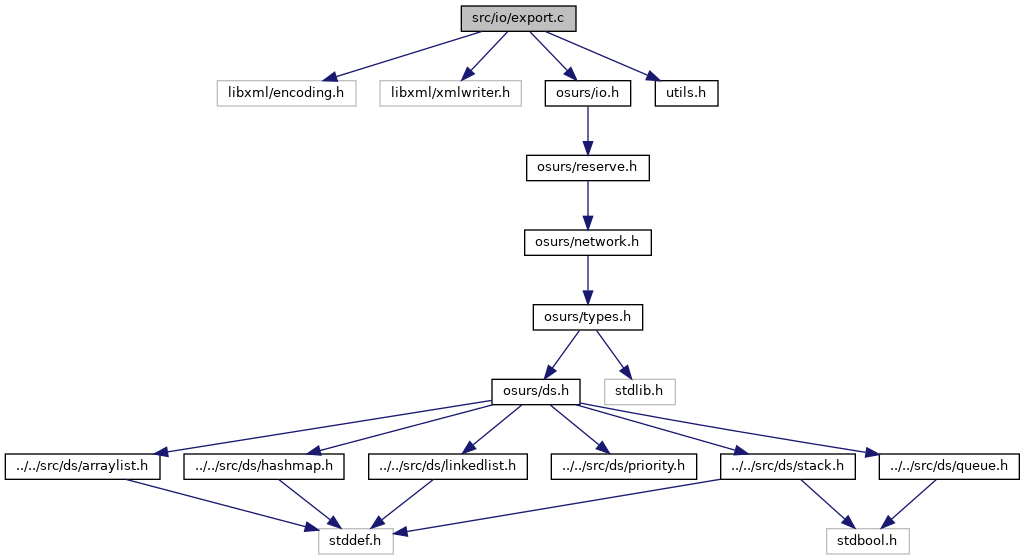 src/io/export.c
libxml/encoding.h
libxml/xmlwriter.h
osurs/io.h
utils.h
osurs/reserve.h
osurs/network.h
osurs/types.h
osurs/ds.h
stdlib.h
../../src/ds/arraylist.h
../../src/ds/hashmap.h
../../src/ds/linkedlist.h
../../src/ds/priority.h
../../src/ds/stack.h
../../src/ds/queue.h
stddef.h
stdbool.h